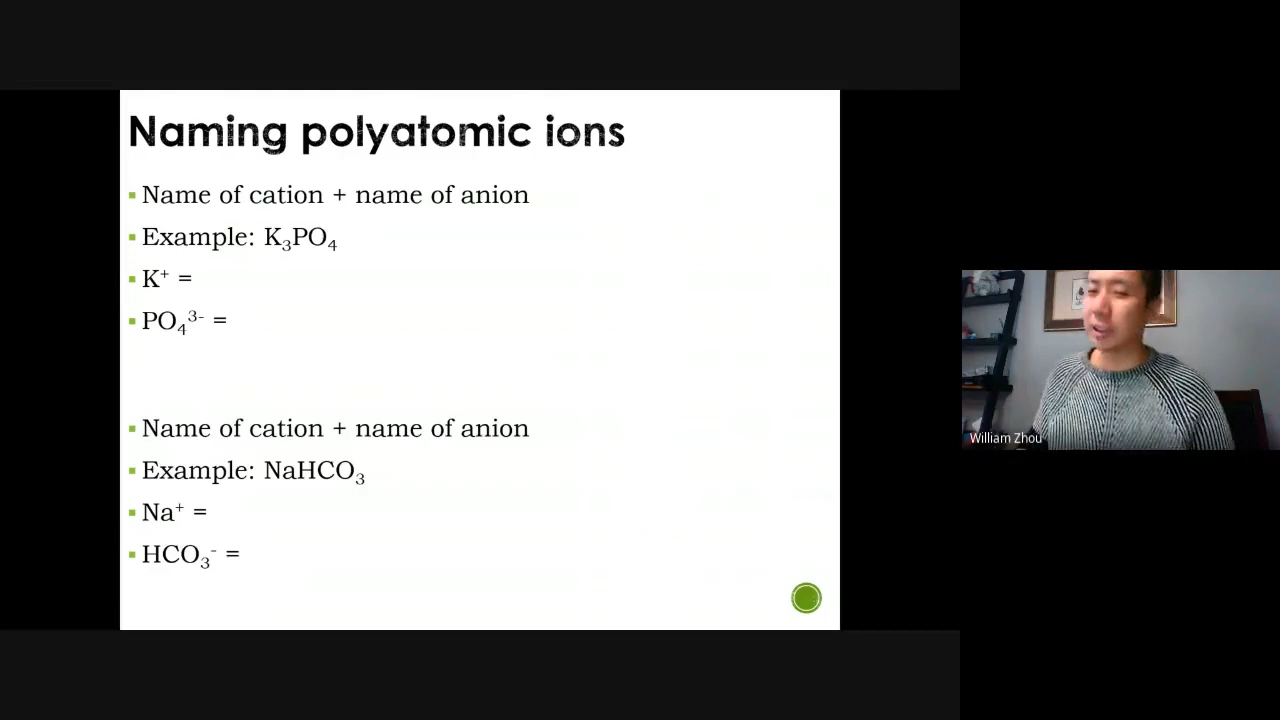 Naming polyatomic ions
▪ Name of cation + name of anion
▪ Example: K₃PO₄
▪ K⁺ =
▪ PO₄³⁻ =
▪ Name of cation + name of anion
▪ Example: NaHCO₃
▪ Na⁺ =
▪ HCO₃⁻ =
William Zhou